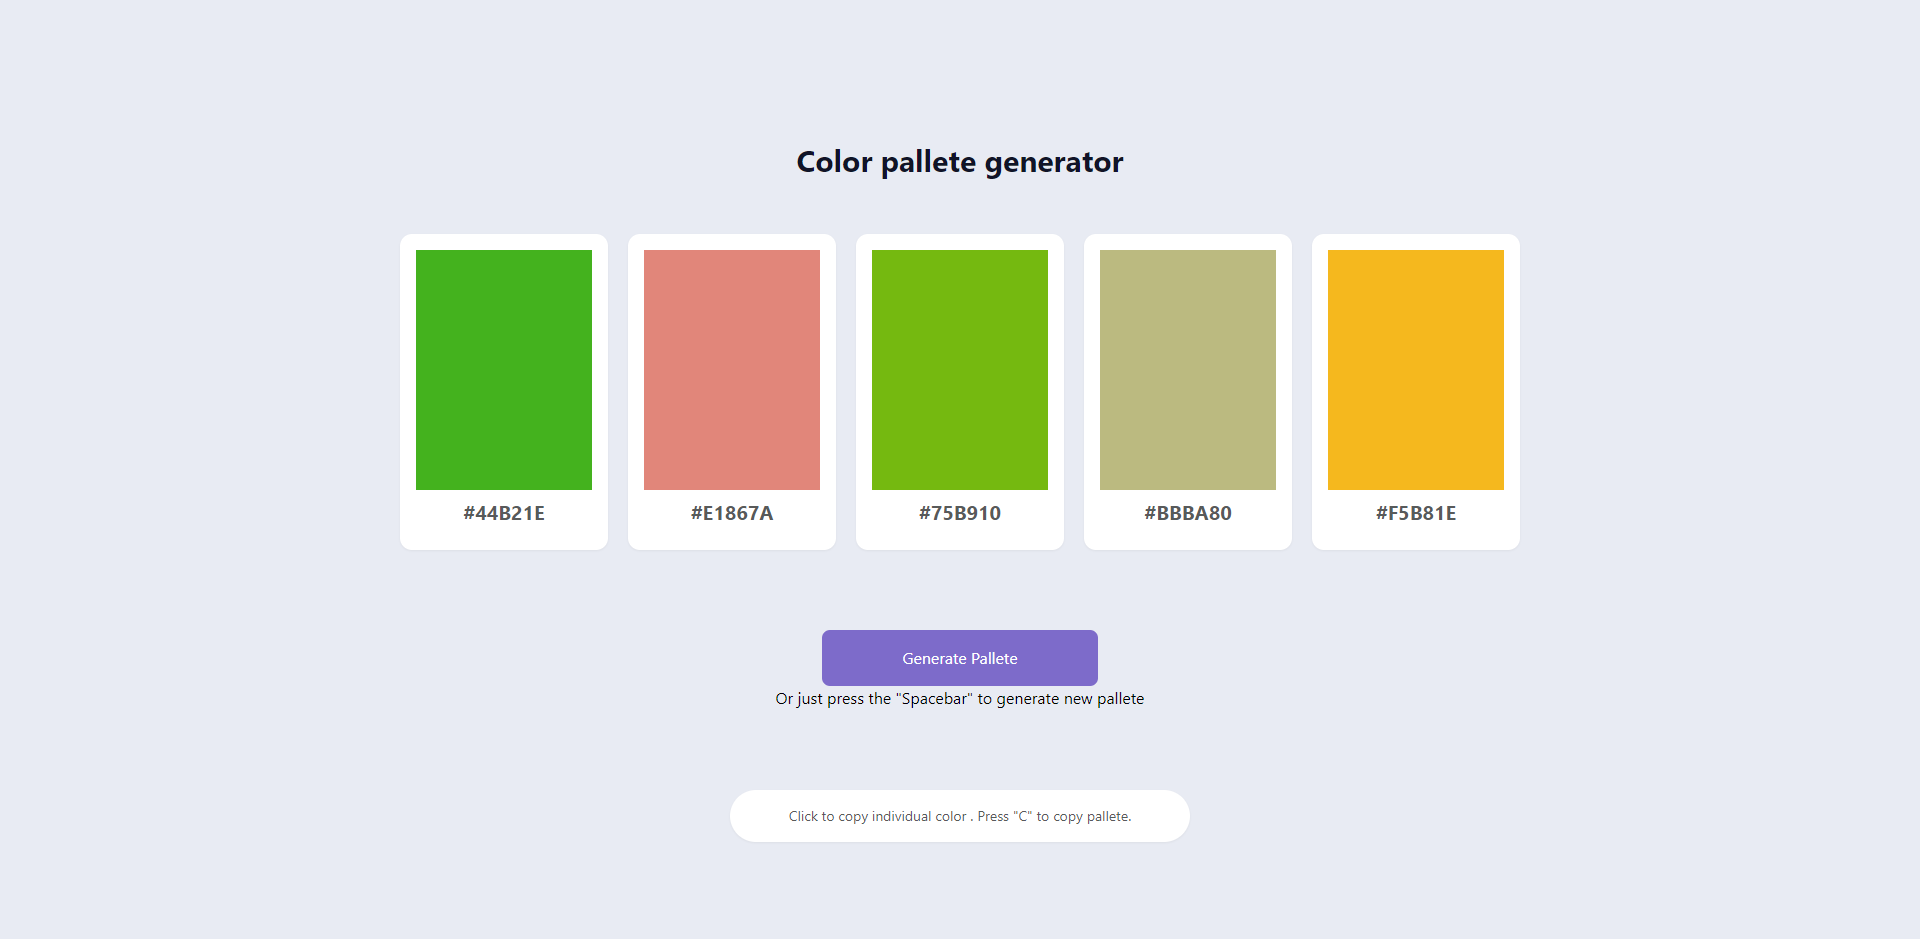 Color pallete generator
#44B21E
#E1867A
#75B910
#BBBA80
#F5B81E
Generate Pallete
Or just press the "Spacebar" to generate new pallete
Click to copy individual color . Press "C" to copy pallete.